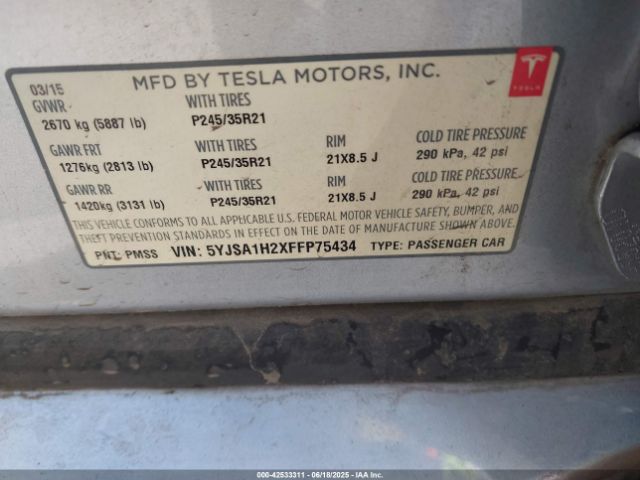 03/15 MFD BY TESLA MOTORS, INC.
TESLA
GVWR WITH TIRES
2670 kg (5887 lb) P245/35R21
GAWR FRT WITH TIRES RIM COLD TIRE PRESSURE
1276kg (2813 lb) P245/35R21 21X8.5 J 290 kPa, 42 psi
GAWR RR WITH TIRES RIM COLD TIRE PRESSURE
1420kg (3131 lb) P245/35R21 21X8.5 J 290 kPa, 42 psi
THIS VEHICLE CONFORMS TO ALL APPLICABLE U.S. FEDERAL MOTOR VEHICLE SAFETY, BUMPER, AND
THEFT PREVENTION STANDARDS IN EFFECT ON THE DATE OF MANUFACTURE SHOWN ABOVE.
PNT: PMSS VIN: 5YJSA1H2XFFP75434 TYPE: PASSENGER CAR
000-42533311 - 06/18/2025 - IAA Inc.